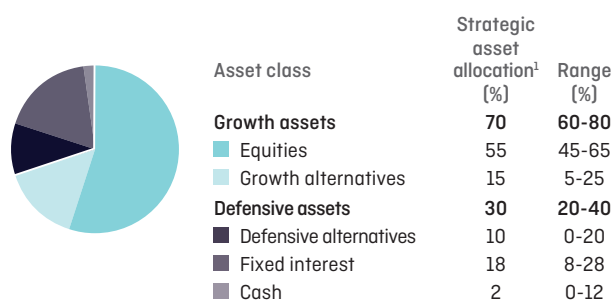 Strategic
asset
Asset class allocation¹ Range
(%) (%)
Growth assets 70 60-80
Equities 55 45-65
Growth alternatives 15 5-25
Defensive assets 30 20-40
Defensive alternatives 10 0-20
Fixed interest 18 8-28
Cash 2 0-12